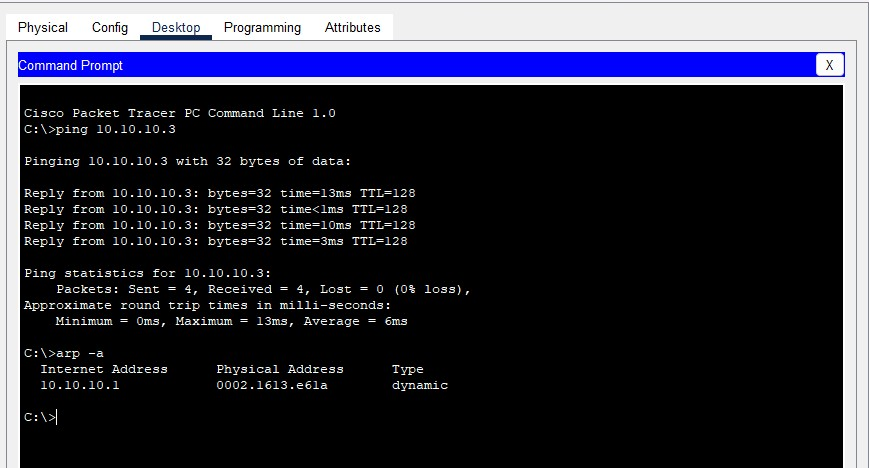 Physical Config Desktop Programming Attributes
Command Prompt X
Cisco Packet Tracer PC Command Line 1.0
C:\>ping 10.10.10.3
Pinging 10.10.10.3 with 32 bytes of data:
Reply from 10.10.10.3: bytes=32 time=13ms TTL=128
Reply from 10.10.10.3: bytes=32 time<1ms TTL=128
Reply from 10.10.10.3: bytes=32 time=10ms TTL=128
Reply from 10.10.10.3: bytes=32 time=3ms TTL=128
Ping statistics for 10.10.10.3:
Packets: Sent = 4, Received = 4, Lost = 0 (0% loss),
Approximate round trip times in milli-seconds:
Minimum = 0ms, Maximum = 13ms, Average = 6ms
C:\>arp -a
Internet Address Physical Address Type
10.10.10.1 0002.1613.e61a dynamic
C:\>